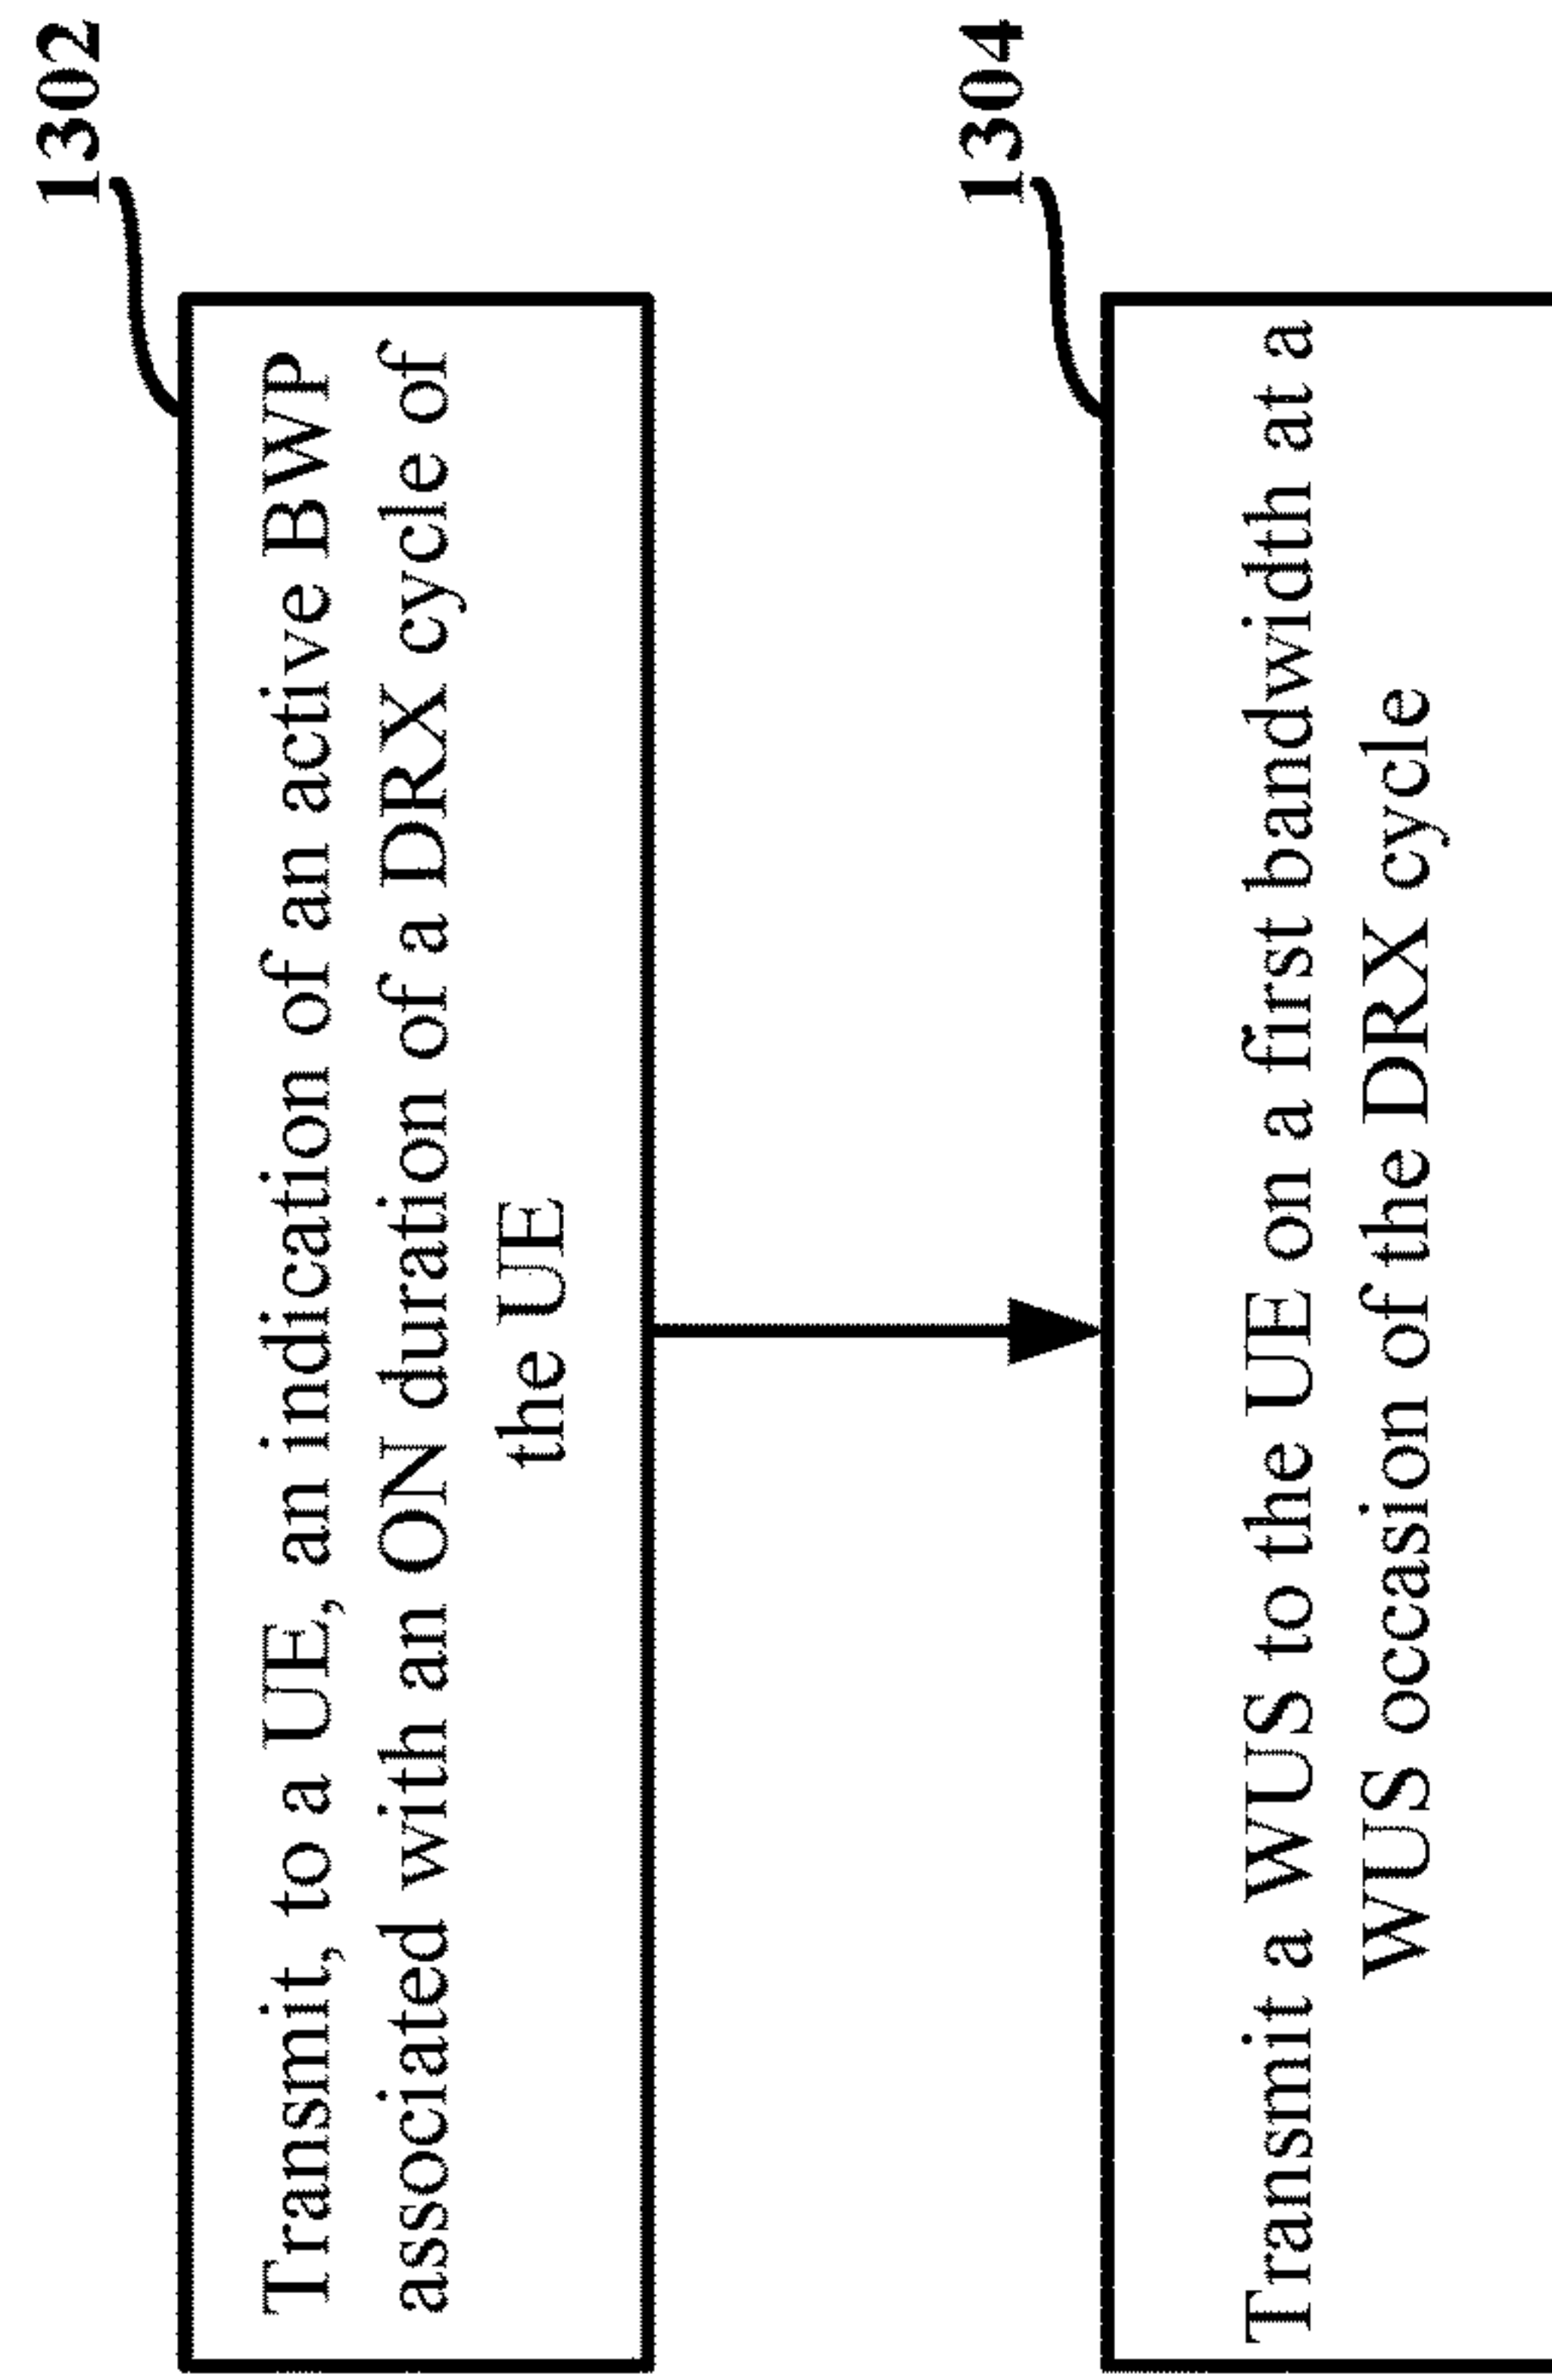 1302
Transmit, to a UE, an indication of an active BWP
associated with an ON duration of a DRX cycle of
the UE
1304
Transmit a WUS to the UE on a first bandwidth at a
WUS occasion of the DRX cycle